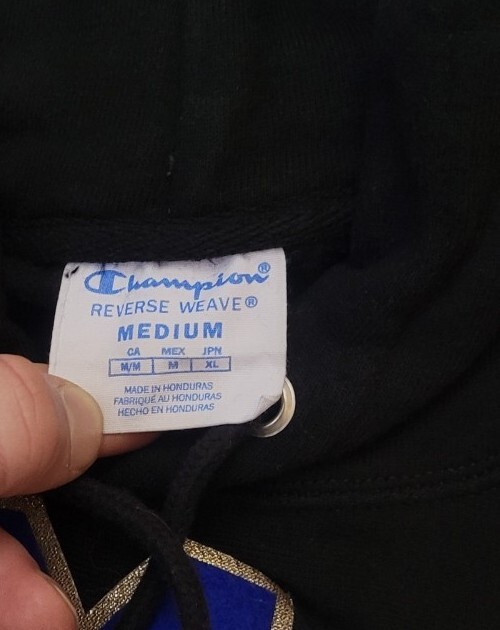 Champion®
REVERSE WEAVE®
MEDIUM
CA MEX JPN
M/M M XL
MADE IN HONDURAS
FABRIQUÉ AU HONDURAS
HECHO EN HONDURAS